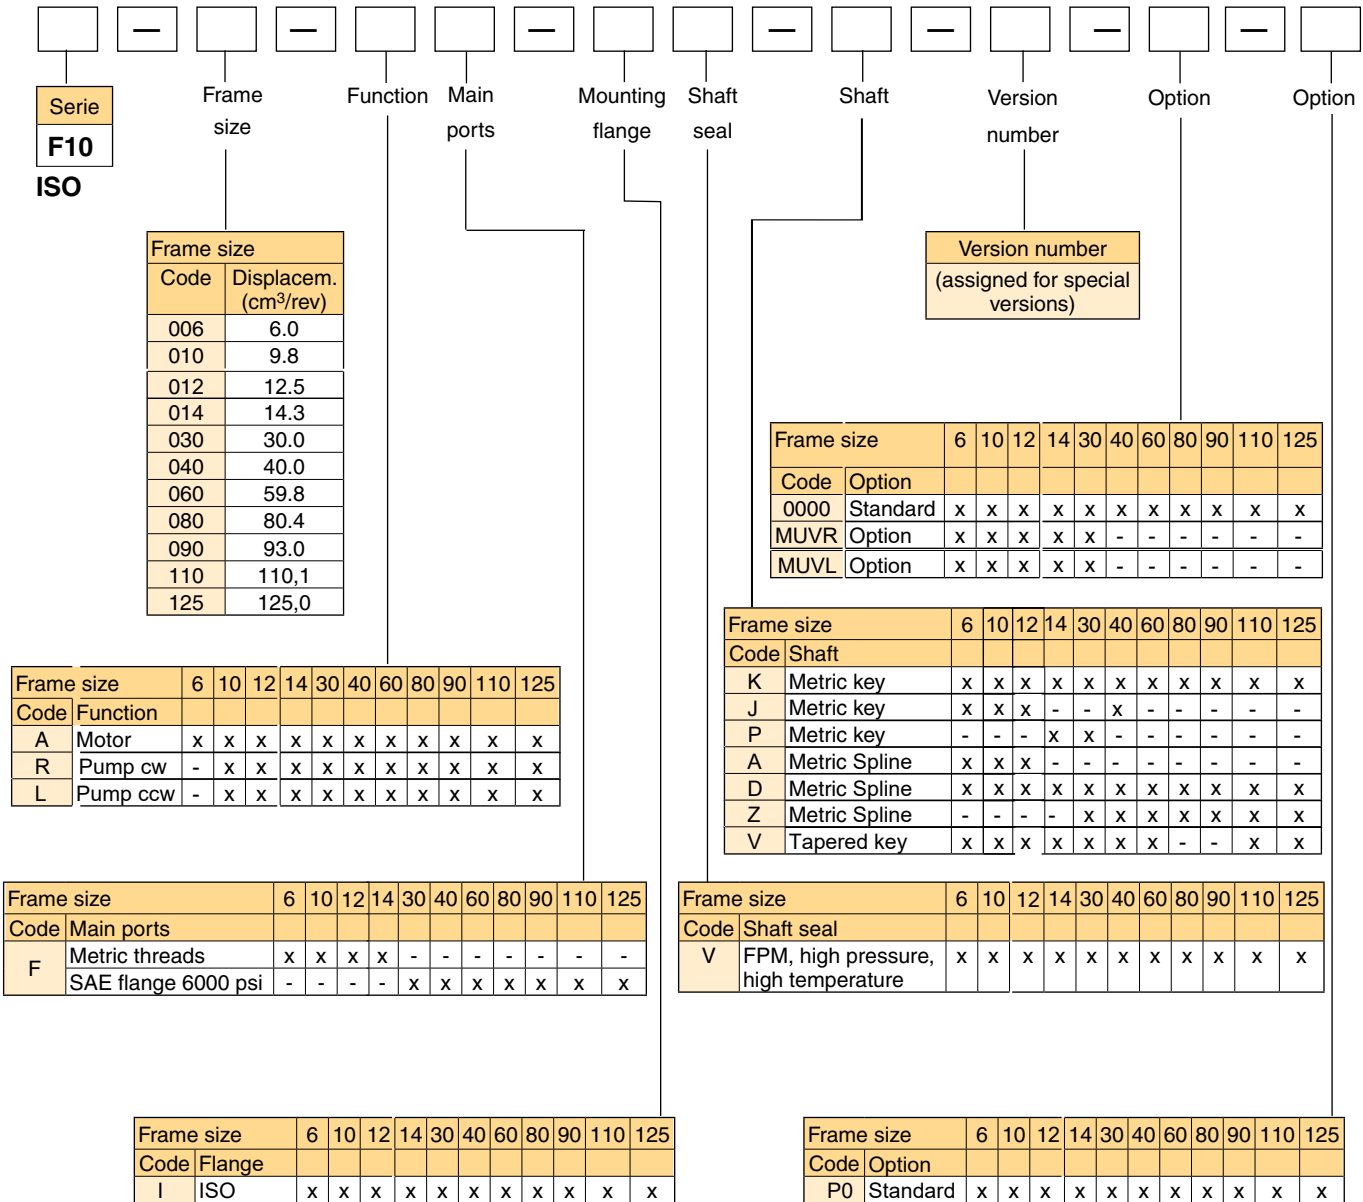 — — — — — — —
Serie
F10
ISO
Frame size
Function
Main ports
Mounting flange
Shaft seal
Shaft
Version number
Option
Option
Frame size
Code Displacem. (cm³/rev)
006 6.0
010 9.8
012 12.5
014 14.3
030 30.0
040 40.0
060 59.8
080 80.4
090 93.0
110 110,1
125 125,0
Version number
(assigned for special
versions)
Frame size 6 10 12 14 30 40 60 80 90 110 125
Code Option
0000 Standard x x x x x x x x x x x
MUVR Option x x x x x - - - - - -
MUVL Option x x x x x - - - - - -
Frame size 6 10 12 14 30 40 60 80 90 110 125
Code Shaft
K Metric key x x x x x x x x x x x
J Metric key x x x - - x - - - - -
P Metric key - - - x x - - - - - -
A Metric Spline x x x - - - - - - - -
D Metric Spline x x x x x x x x x x x
Z Metric Spline - - - - x x x x x x x
V Tapered key x x x x x x x - - x x
Frame size 6 10 12 14 30 40 60 80 90 110 125
Code Function
A Motor x x x x x x x x x x x
R Pump cw - x x x x x x x x x x
L Pump ccw - x x x x x x x x x x
Frame size 6 10 12 14 30 40 60 80 90 110 125
Code Main ports
F Metric threads x x x x - - - - - - -
SAE flange 6000 psi - - - - x x x x x x x
Frame size 6 10 12 14 30 40 60 80 90 110 125
Code Shaft seal
V FPM, high pressure, x x x x x x x x x x x
high temperature
Frame size 6 10 12 14 30 40 60 80 90 110 125
Code Flange
I ISO x x x x x x x x x x x
Frame size 6 10 12 14 30 40 60 80 90 110 125
Code Option
P0 Standard x x x x x x x x x x x